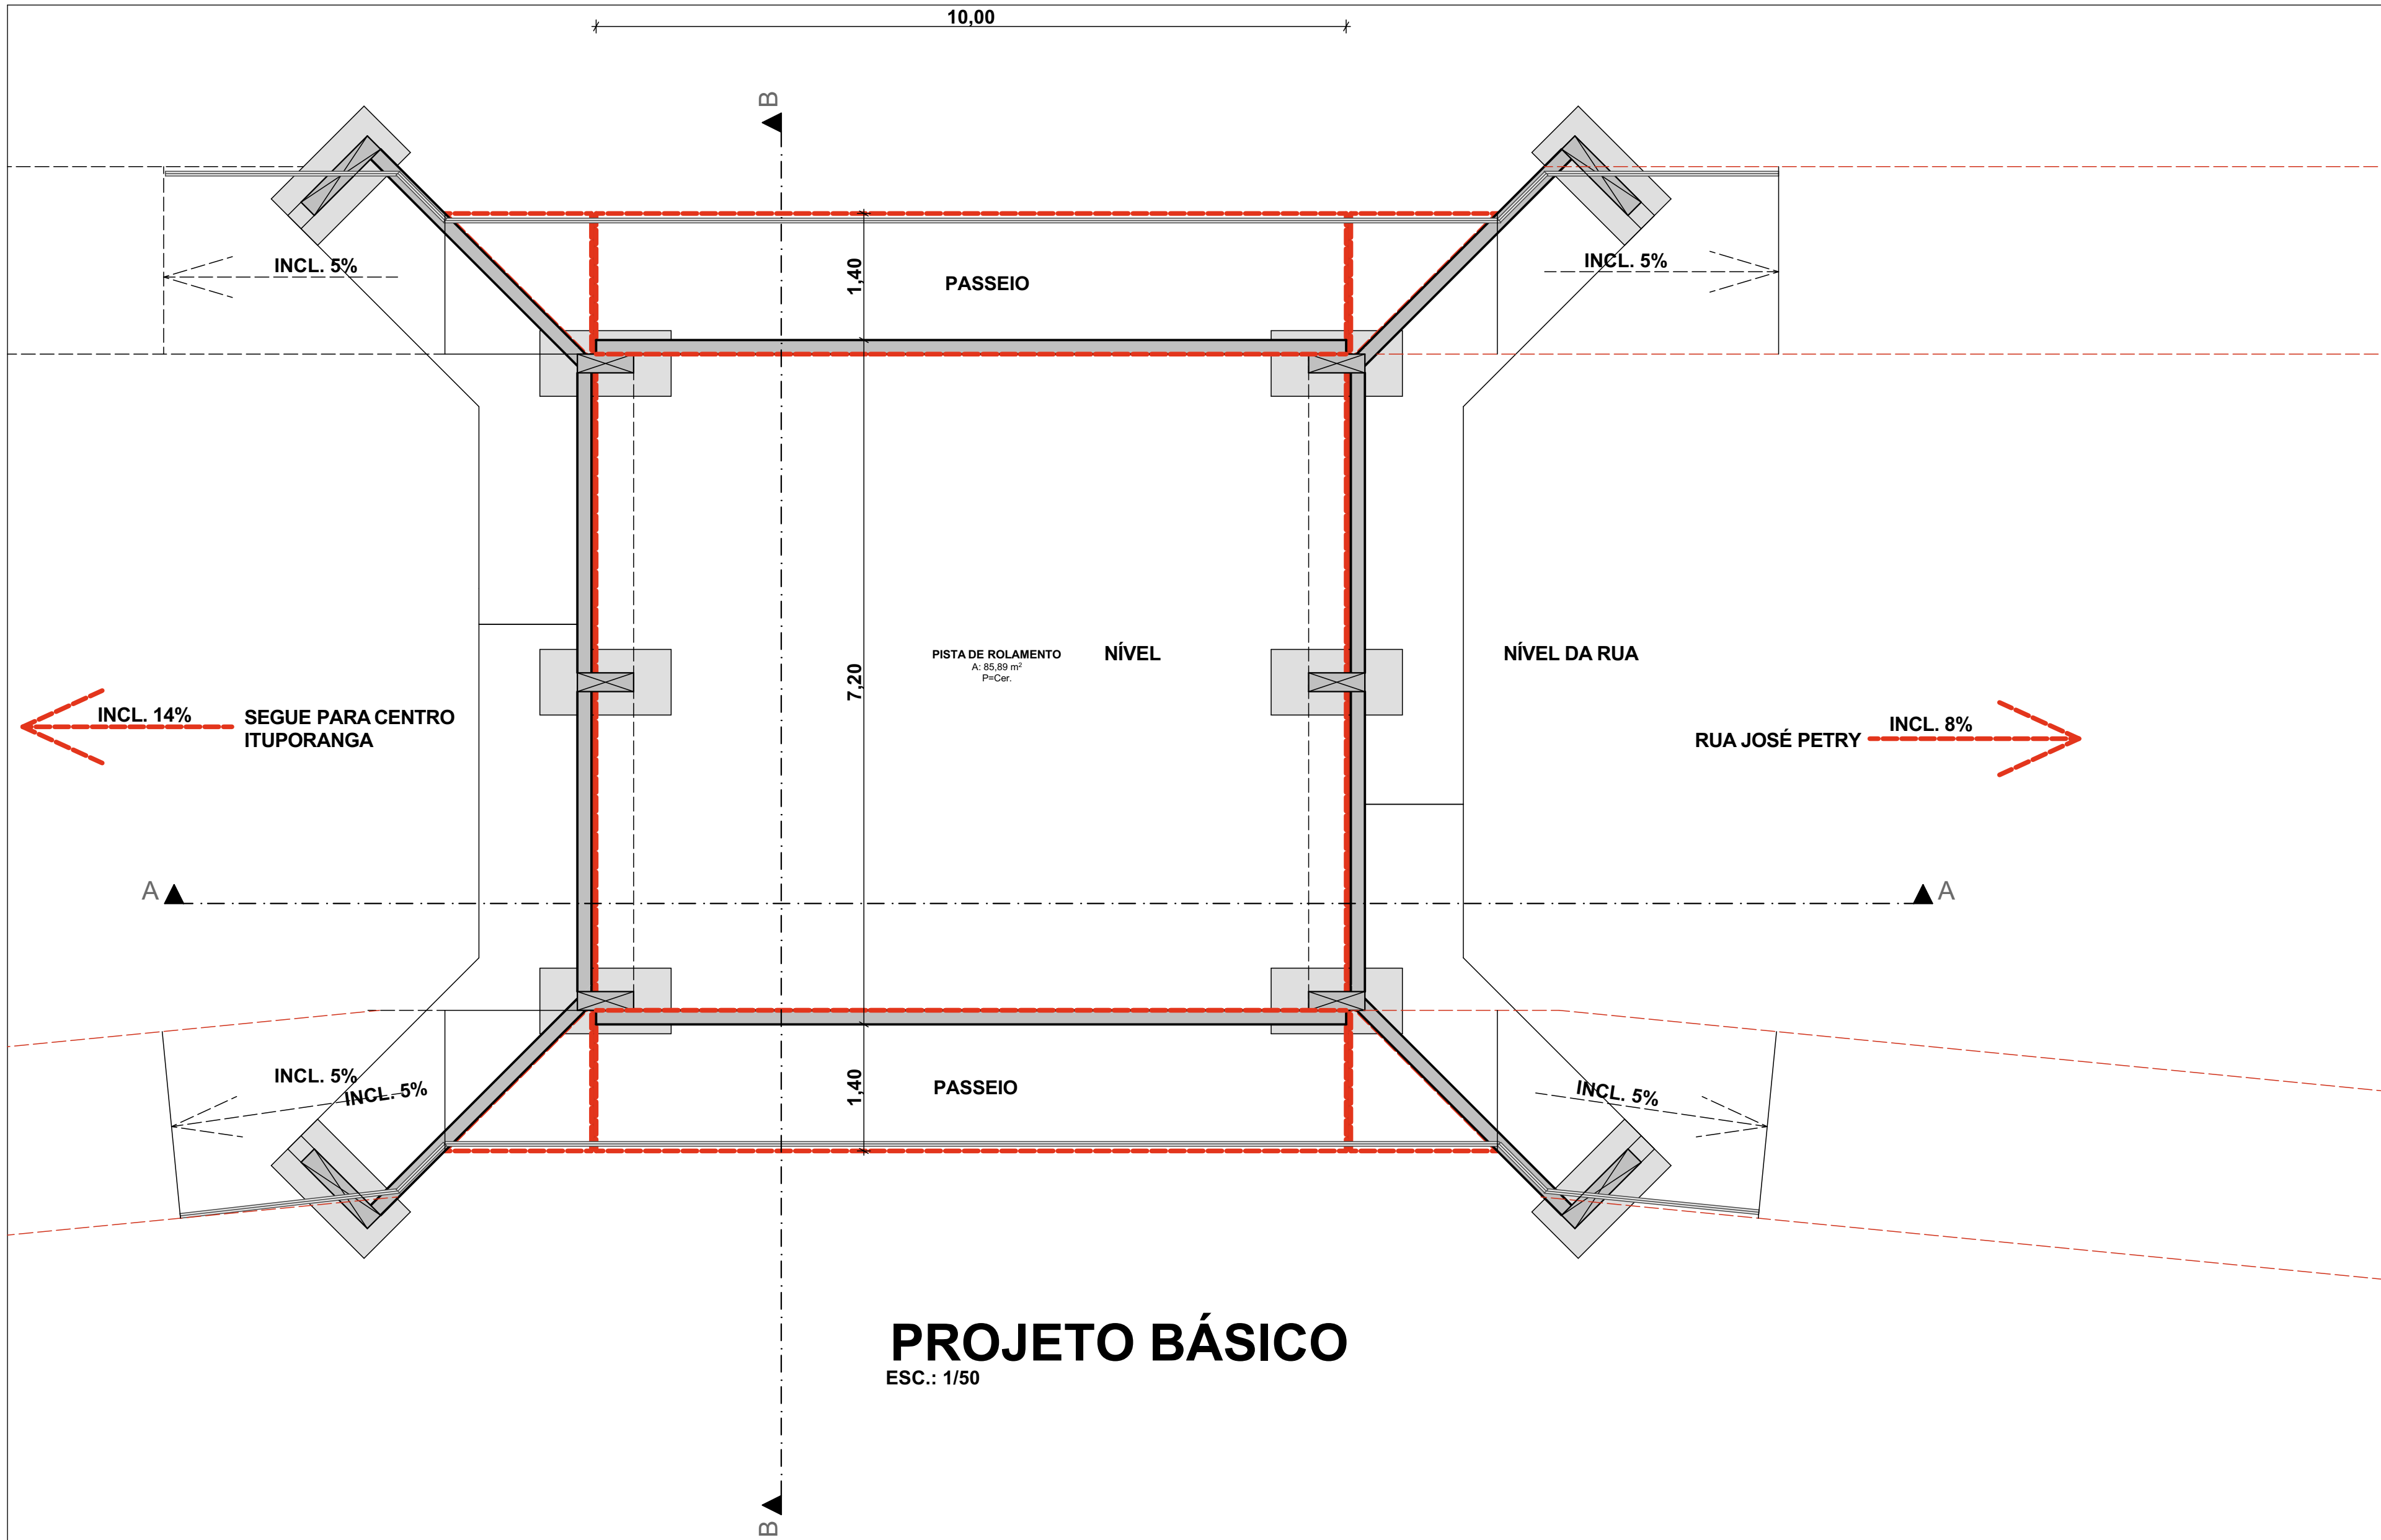 10,00
B
INCL. 5%
1,40
PASSEIO
INCL. 5%
PISTA DE ROLAMENTO
A: 85,89 m²
P=Cer.
NÍVEL
NÍVEL DA RUA
7,20
INCL. 14%
SEGUE PARA CENTRO
ITUPORANGA
RUA JOSÉ PETRY
INCL. 8%
A
A
INCL. 5%
INCL. 5%
1,40
PASSEIO
INCL. 5%
PROJETO BÁSICO
ESC.: 1/50
B